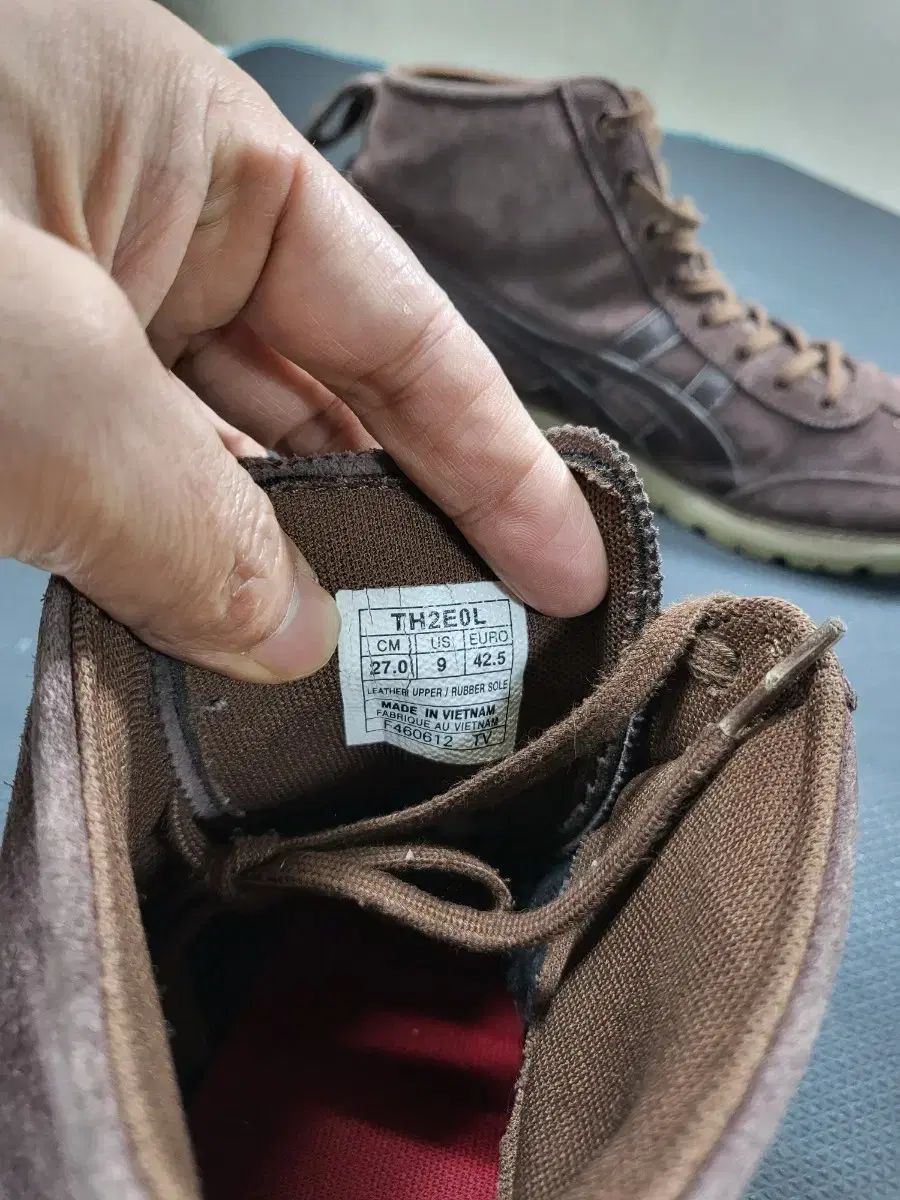 TH2E0L
CM US EURO
27.0 9 42.5
LEATHER UPPER / RUBBER SOLE
MADE IN VIETNAM
FABRIQUE AU VIETNAM
F460612 TV